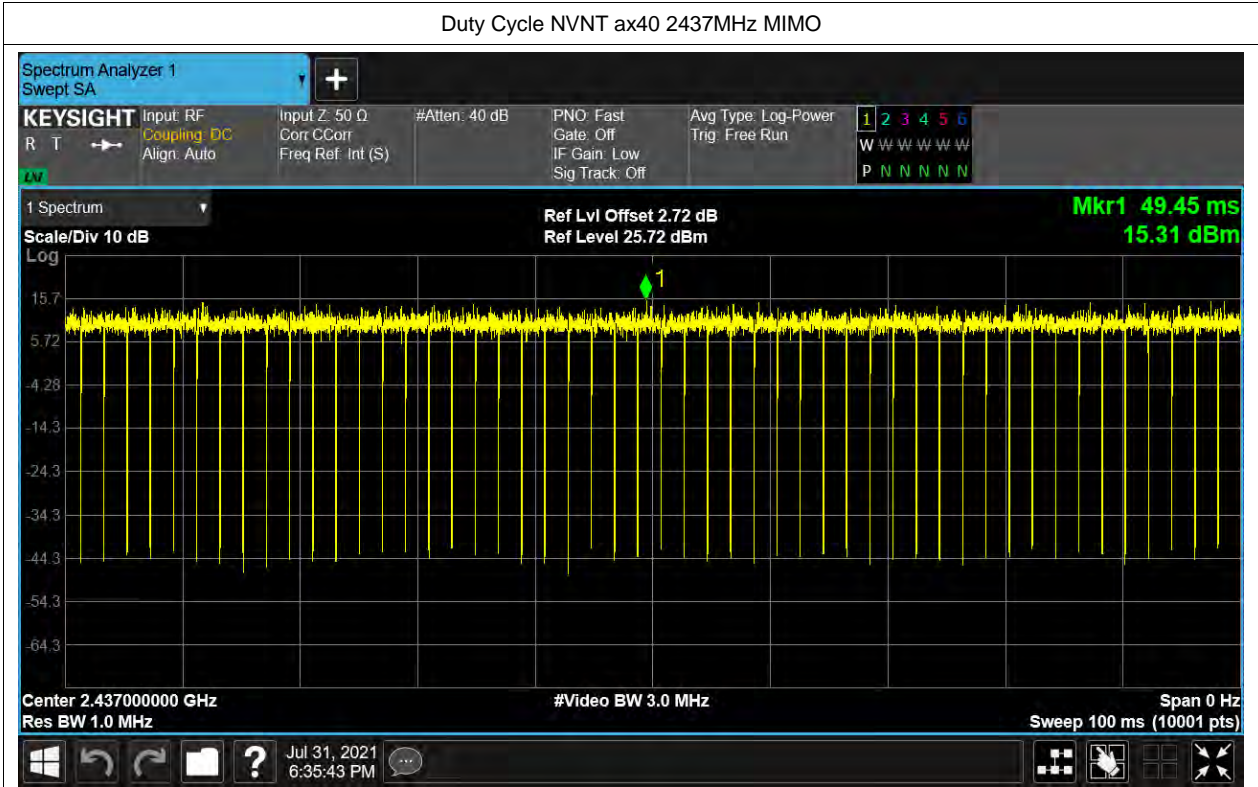 Duty Cycle NVNT ax40 2437MHz MIMO
Spectrum Analyzer 1
Swept SA
+
KEYSIGHT
R T
Input: RF
Coupling: DC
Align: Auto
Input Z: 50 Ω
Corr CCorr
Freq Ref: Int (S)
#Atten: 40 dB
PNO: Fast
Gate: Off
IF Gain: Low
Sig Track: Off
Avg Type: Log-Power
Trig: Free Run
1 2 3 4 5 6
W W W W W W
P N N N N N
1 Spectrum
Scale/Div 10 dB
Log
Ref Lvl Offset 2.72 dB
Ref Level 25.72 dBm
Mkr1 49.45 ms
15.31 dBm
1
15.7
5.72
-4.28
-14.3
-24.3
-34.3
-44.3
-54.3
-64.3
Center 2.437000000 GHz
Res BW 1.0 MHz
#Video BW 3.0 MHz
Span 0 Hz
Sweep 100 ms (10001 pts)
?
Jul 31, 2021
6:35:43 PM